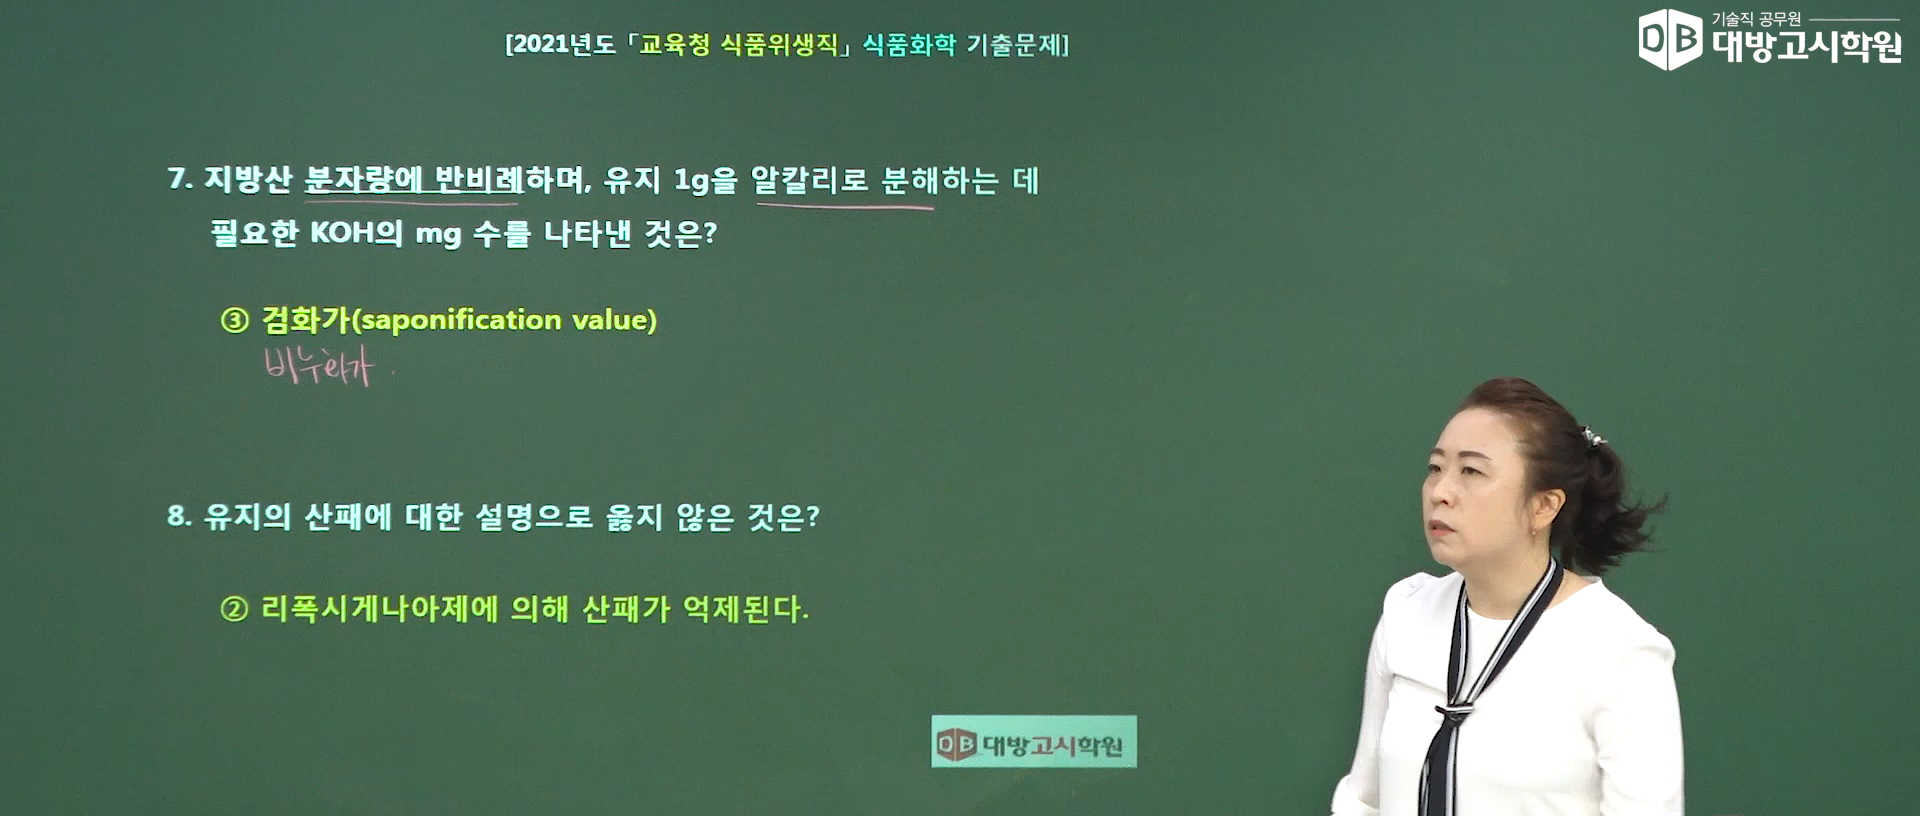 [2021년도 「교육청 식품위생직」 식품화학 기출문제]
기술직 공무원
DB 대방고시학원
7. 지방산 분자량에 반비례하며, 유지 1g을 알칼리로 분해하는 데
필요한 KOH의 mg 수를 나타낸 것은?
③ 검화가(saponification value)
비누화가
8. 유지의 산패에 대한 설명으로 옳지 않은 것은?
② 리폭시게나아제에 의해 산패가 억제된다.
DB 대방고시학원